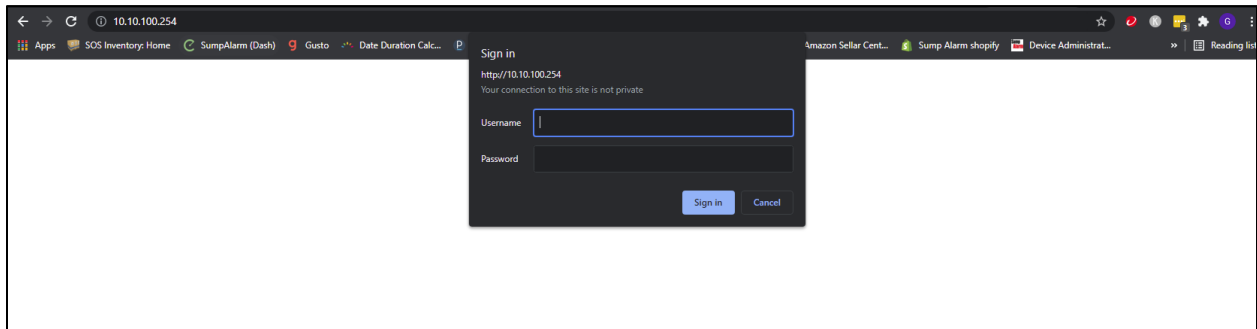 10.10.100.254
Apps SOS Inventory: Home SumpAlarm (Dash) Gusto Date Duration Calc... Amazon Sellar Cent... Sump Alarm shopify Device Administrat... » Reading list
Sign in
http://10.10.100.254
Your connection to this site is not private
Username
Password
Sign in Cancel